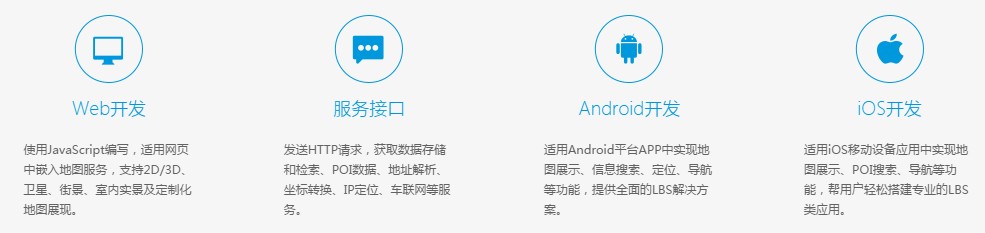 Web开发
使用JavaScript编写，适用网页
中嵌入地图服务，支持2D/3D、
卫星、街景、室内实景及定制化
地图展现。
服务接口
发送HTTP请求，获取数据存储
和检索、POI数据、地址解析、
坐标转换、IP定位、车联网等服
务。
Android开发
适用Android平台APP中实现地
图展示、信息搜索、定位、导航
等功能，提供全面的LBS解决方
案。
iOS开发
适用iOS移动设备应用中实现地
图展示、POI搜索、导航等功
能，帮用户轻松搭建专业的LBS
类应用。